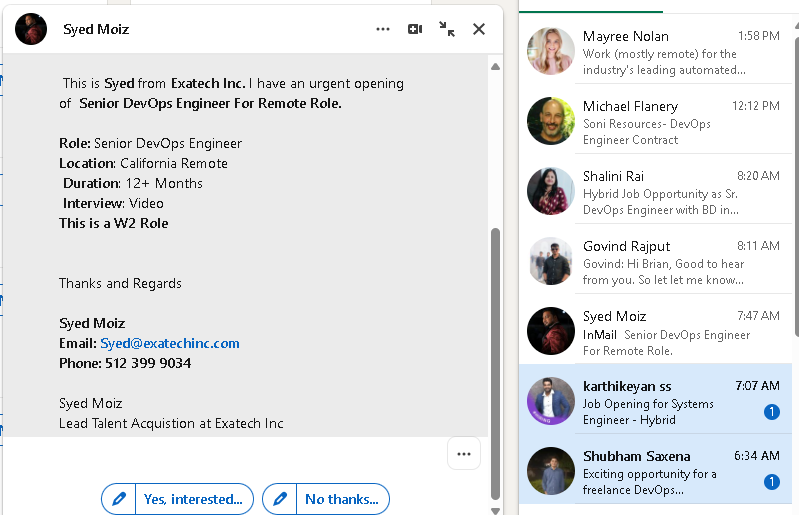 Syed Moiz
This is Syed from Exatech Inc. I have an urgent opening
of Senior DevOps Engineer For Remote Role.
Role: Senior DevOps Engineer
Location: California Remote
Duration: 12+ Months
Interview: Video
This is a W2 Role
Thanks and Regards
Syed Moiz
Email: Syed@exatechinc.com
Phone: 512 399 9034
Syed Moiz
Lead Talent Acquistion at Exatech Inc
Yes, interested...
No thanks...
Mayree Nolan
1:58 PM
Work (mostly remote) for the
industry's leading automated...
Michael Flanery
12:12 PM
Soni Resources- DevOps
Engineer Contract
Shalini Rai
8:20 AM
Hybrid Job Opportunity as Sr.
DevOps Engineer with BD in...
Govind Rajput
8:11 AM
Govind: Hi Brian, Good to hear
from you. So let let me know...
Syed Moiz
7:47 AM
InMail Senior DevOps Engineer
For Remote Role.
karthikeyan ss
7:07 AM
Job Opening for Systems
Engineer - Hybrid
1
Shubham Saxena
6:34 AM
Exciting opportunity for a
freelance DevOps...
1